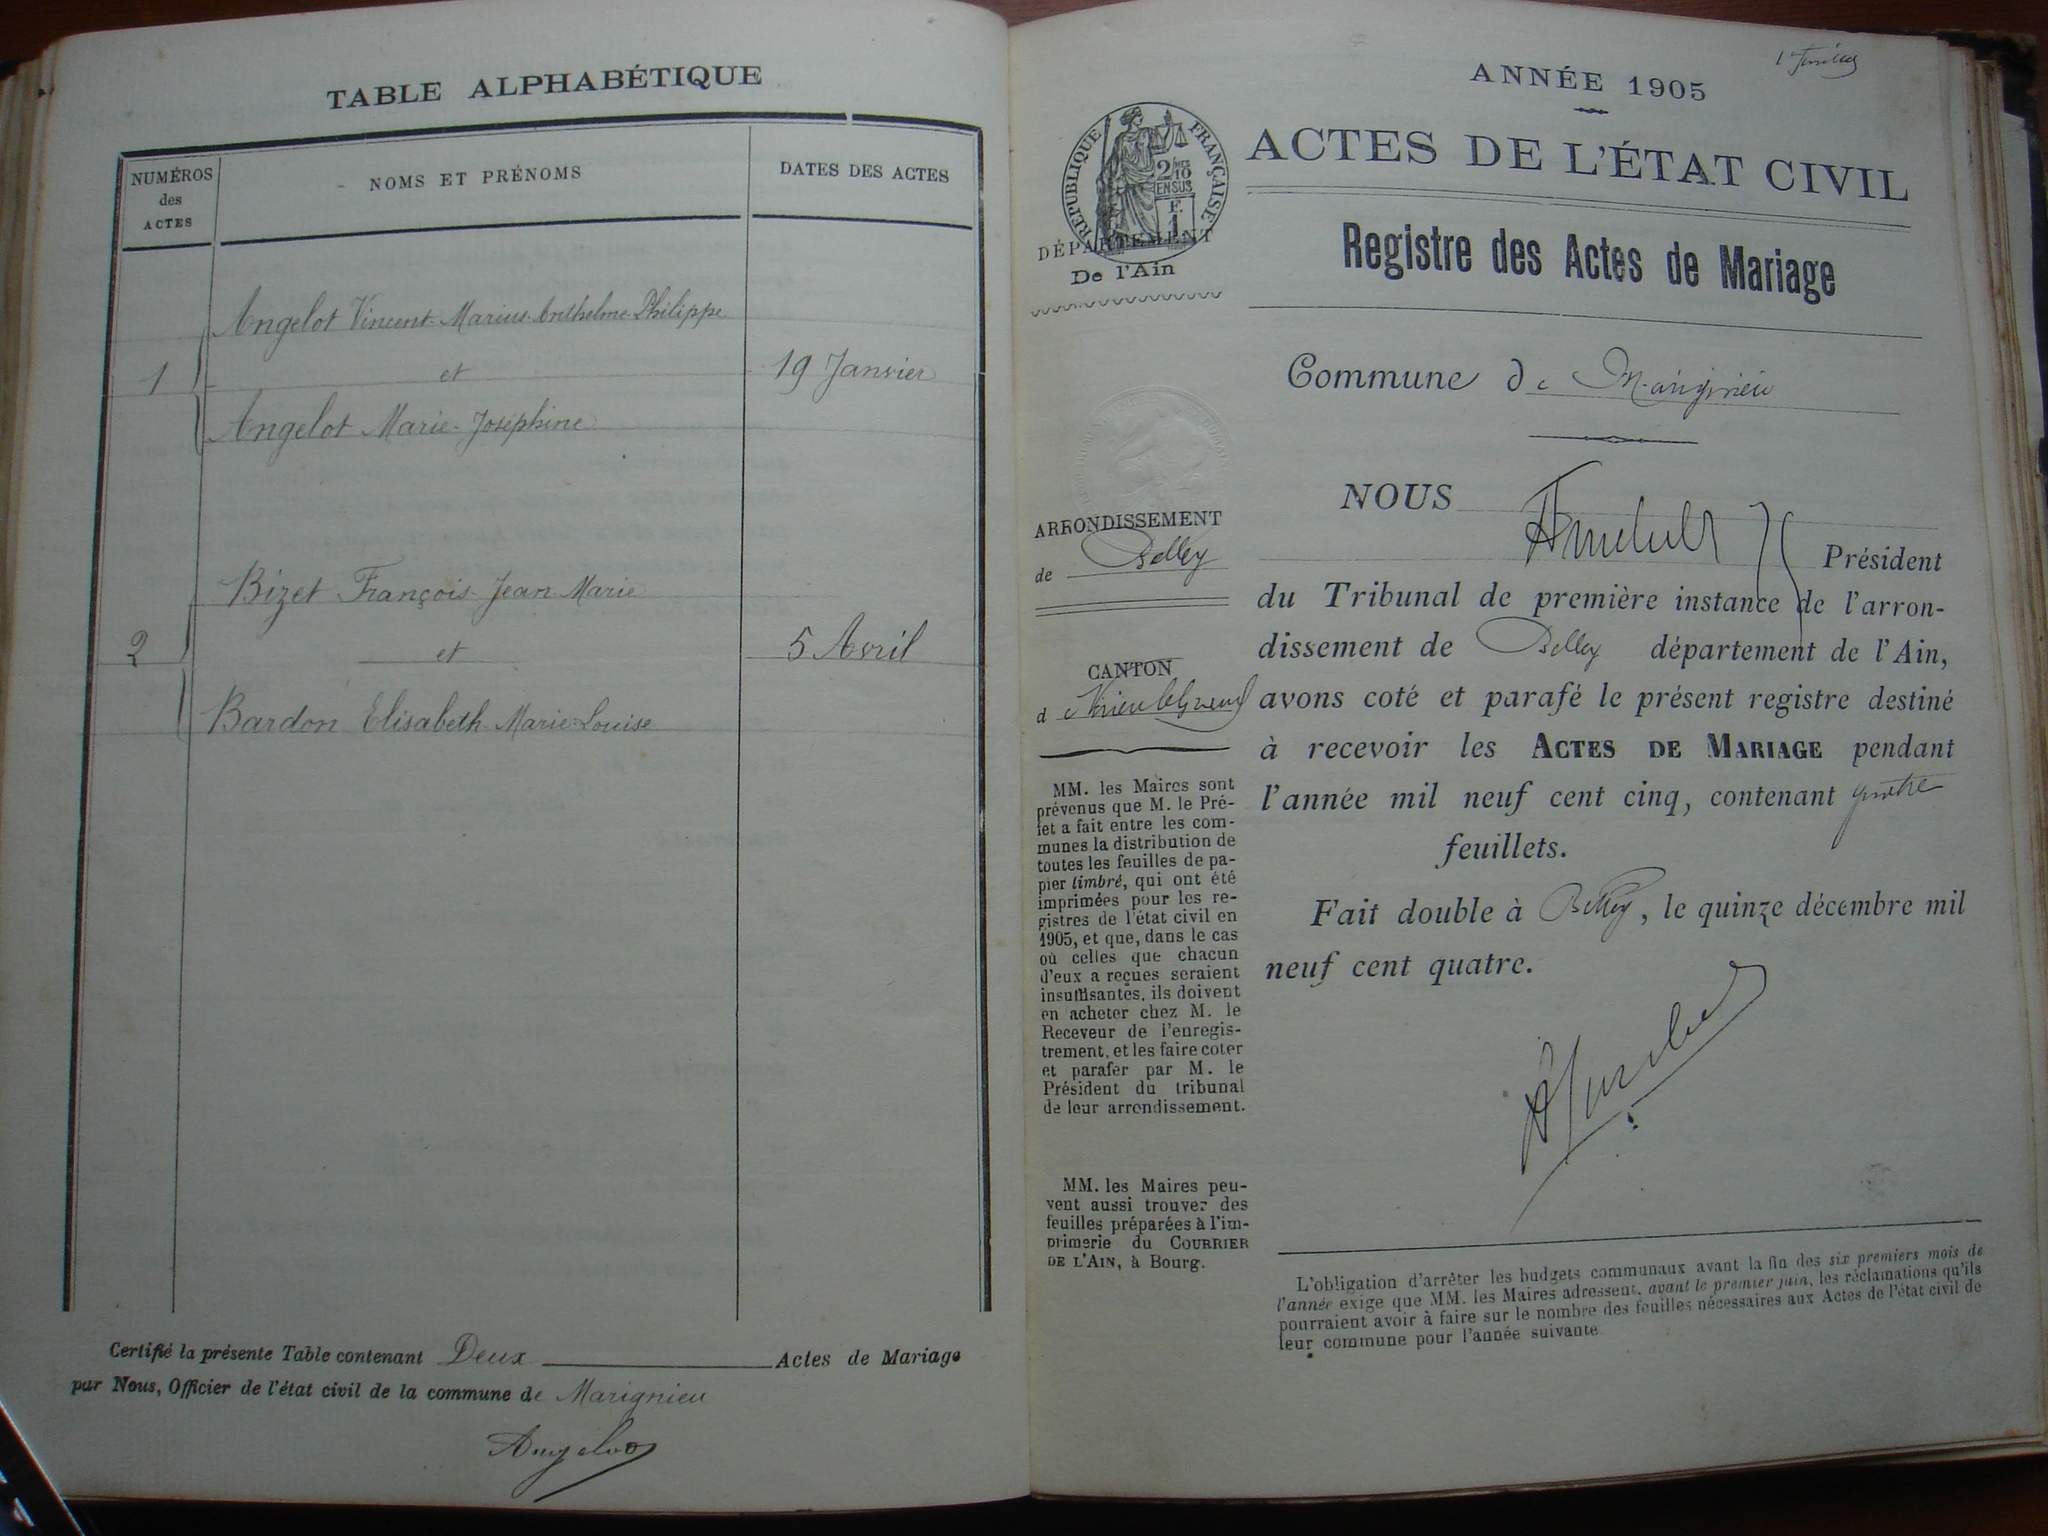 TABLE ALPHABÉTIQUE
NUMÉROS
des
ACTES
NOMS ET PRÉNOMS
DATES DES ACTES
Angelot Vincent-Marius-Anthelme-Philippe
1
et
19 Janvier
Angelot Marie-Joséphine
Bizet François-Jean-Marie
2
et
5 Avril
Bardon Elisabeth-Marie-Louise
Certifié la présente Table contenant Deux Actes de Mariage
par Nous, Officier de l'état civil de la commune de Marignieu
Angelot
ANNÉE 1905
RÉPUBLIQUE FRANÇAISE
2/10
EN SUS
F.
1
DÉPARTEMENT
De l'Ain
ACTES DE L'ÉTAT CIVIL
Registre des Actes de Mariage
Commune de Marignieu
ARRONDISSEMENT
de Belley
CANTON
de Virieu le Grand
MM. les Maires sont
prévenus que M. le Pré-
fet a fait entre les com-
munes la distribution de
toutes les feuilles de pa-
pier timbré, qui ont été
imprimées pour les re-
gistres de l'état civil en
1905, et que, dans le cas
où celles que chacun
d'eux a reçues seraient
insuffisantes, ils doivent
en acheter chez M. le
Receveur de l'enregis-
trement, et les faire coter
et parafer par M. le
Président du tribunal
de leur arrondissement.
MM. les Maires peu-
vent aussi trouver des
feuilles préparées à l'im-
primerie du COURRIER
DE L'AIN, à Bourg.
NOUS
Président
du Tribunal de première instance de l'arron-
dissement de Belley département de l'Ain,
avons coté et parafé le présent registre destiné
à recevoir les ACTES DE MARIAGE pendant
l'année mil neuf cent cinq, contenant quatre
feuillets.
Fait double à Belley, le quinze décembre mil
neuf cent quatre.
L'obligation d'arrêter les budgets communaux avant la fin des six premiers mois de
l'année exige que MM. les Maires adressent, avant le premier juin, les réclamations qu'ils
pourraient avoir à faire sur le nombre des feuilles nécessaires aux Actes de l'état civil de
leur commune pour l'année suivante